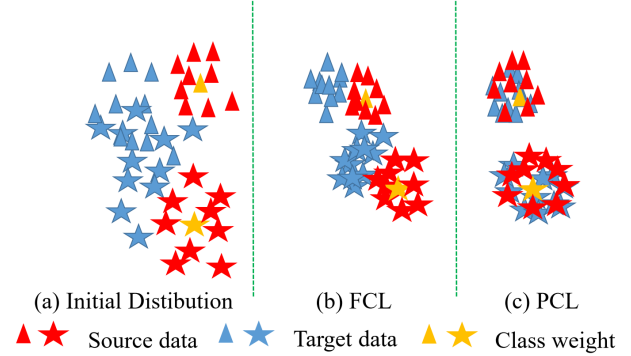 (a) Initial Distibution (b) FCL (c) PCL
Source data Target data Class weight